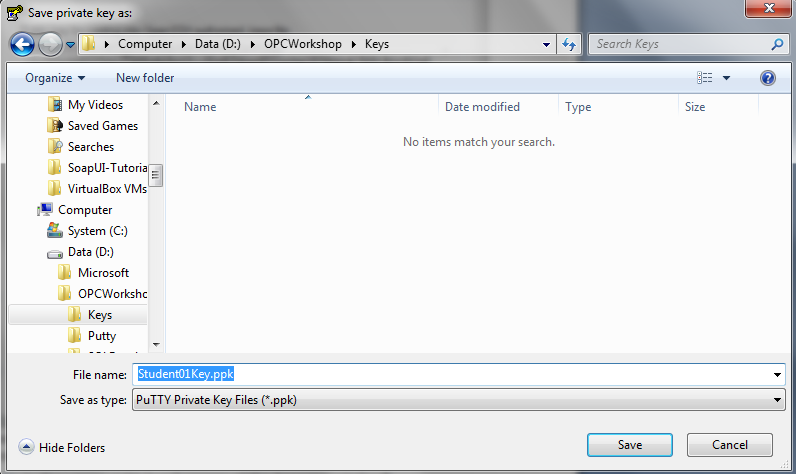 Save private key as:
Computer Data (D:) OPCWorkshop Keys
Search Keys
Organize New folder
Name Date modified Type Size
No items match your search.
My Videos
Saved Games
Searches
SoapUI-Tutoria
VirtualBox VMs
Computer
System (C:)
Data (D:)
Microsoft
OPCWorksho
Keys
Putty
File name: Student01Key.ppk
Save as type: PuTTY Private Key Files (*.ppk)
Hide Folders Save Cancel